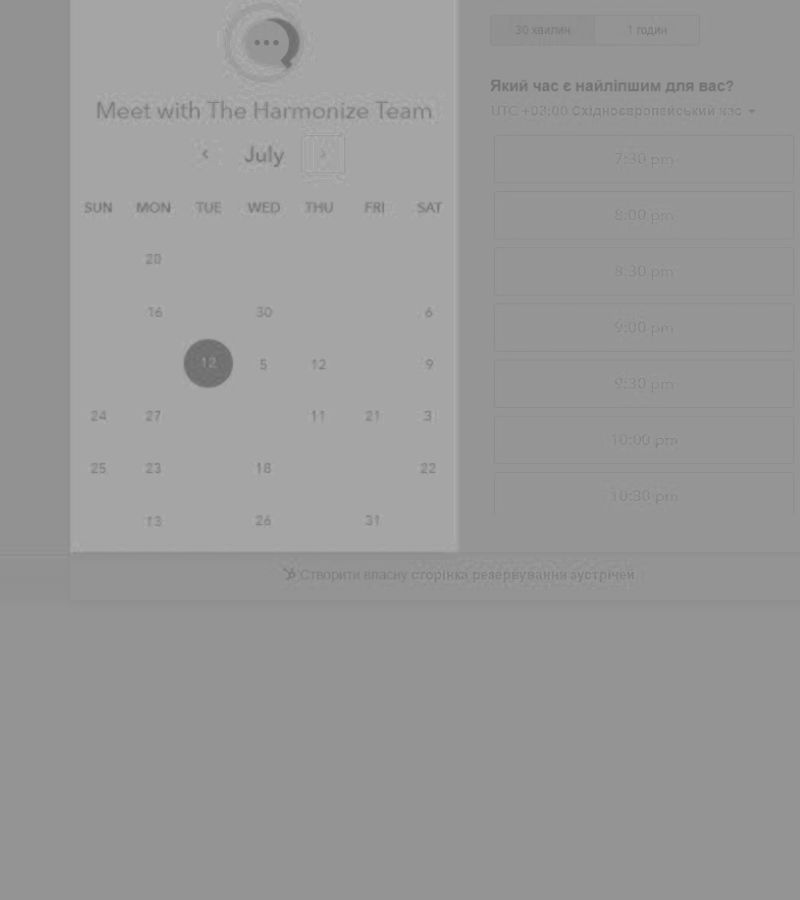 Meet with The Harmonize Team
July
SUN MON TUE WED THU FRI SAT
20
16 30 6
12 5 12 9
24 27 11 21 3
25 23 18 22
13 26 31
30 хвилин 1 годин
Який час є найліпшим для вас?
UTC +03:00 Східноєвропейський час
7:30 pm
8:00 pm
8:30 pm
9:00 pm
9:30 pm
10:00 pm
10:30 pm
Створити власну сторінка резервування зустрічей